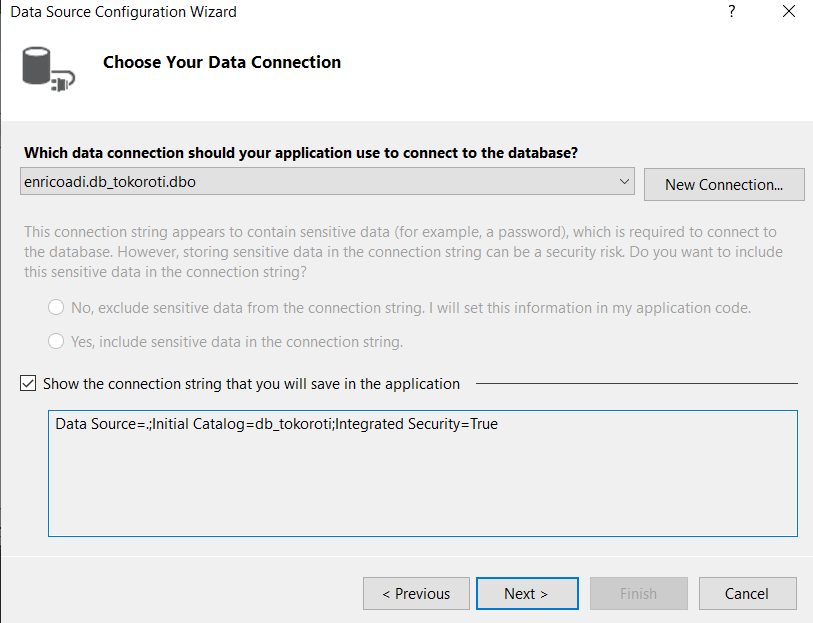 Data Source Configuration Wizard
?
Choose Your Data Connection
Which data connection should your application use to connect to the database?
enricoadi.db_tokoroti.dbo
New Connection...
This connection string appears to contain sensitive data (for example, a password), which is required to connect to
the database. However, storing sensitive data in the connection string can be a security risk. Do you want to include
this sensitive data in the connection string?
No, exclude sensitive data from the connection string. I will set this information in my application code.
Yes, include sensitive data in the connection string.
Show the connection string that you will save in the application
Data Source=.;Initial Catalog=db_tokoroti;Integrated Security=True
< Previous
Next >
Finish
Cancel